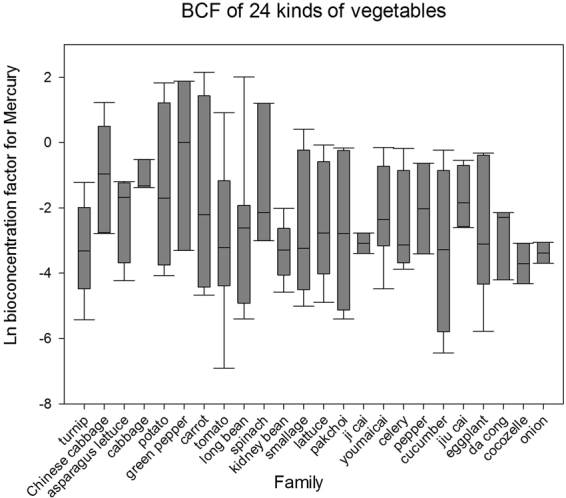 BCF of 24 kinds of vegetables
Ln bioconcentration factor for Mercury
2
0
-2
-4
-6
-8
turnip
Chinese cabbage
asparagus lettuce
cabbage
potato
green pepper
carrot
tomato
long bean
spinach
kidney bean
smallage
lattuce
pakchoi
ji cai
youmaicai
celery
pepper
cucumber
jiu cai
eggplant
da cong
cocozelle
onion
Family